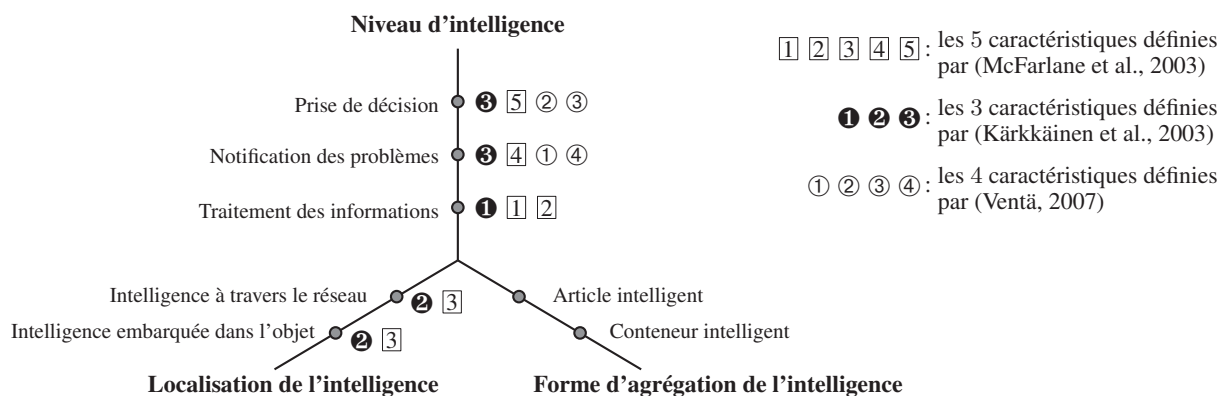 Niveau d'intelligence
Prise de décision ❸ 5 ② ③
Notification des problèmes ❸ 4 ① ④
Traitement des informations ❶ 1 2
Intelligence à travers le réseau ❷ 3
Intelligence embarquée dans l'objet ❷ 3
Localisation de l'intelligence
Article intelligent
Conteneur intelligent
Forme d'agrégation de l'intelligence
1 2 3 4 5 : les 5 caractéristiques définies
par (McFarlane et al., 2003)
❶ ❷ ❸ : les 3 caractéristiques définies
par (Kärkkäinen et al., 2003)
① ② ③ ④ : les 4 caractéristiques définies
par (Ventä, 2007)